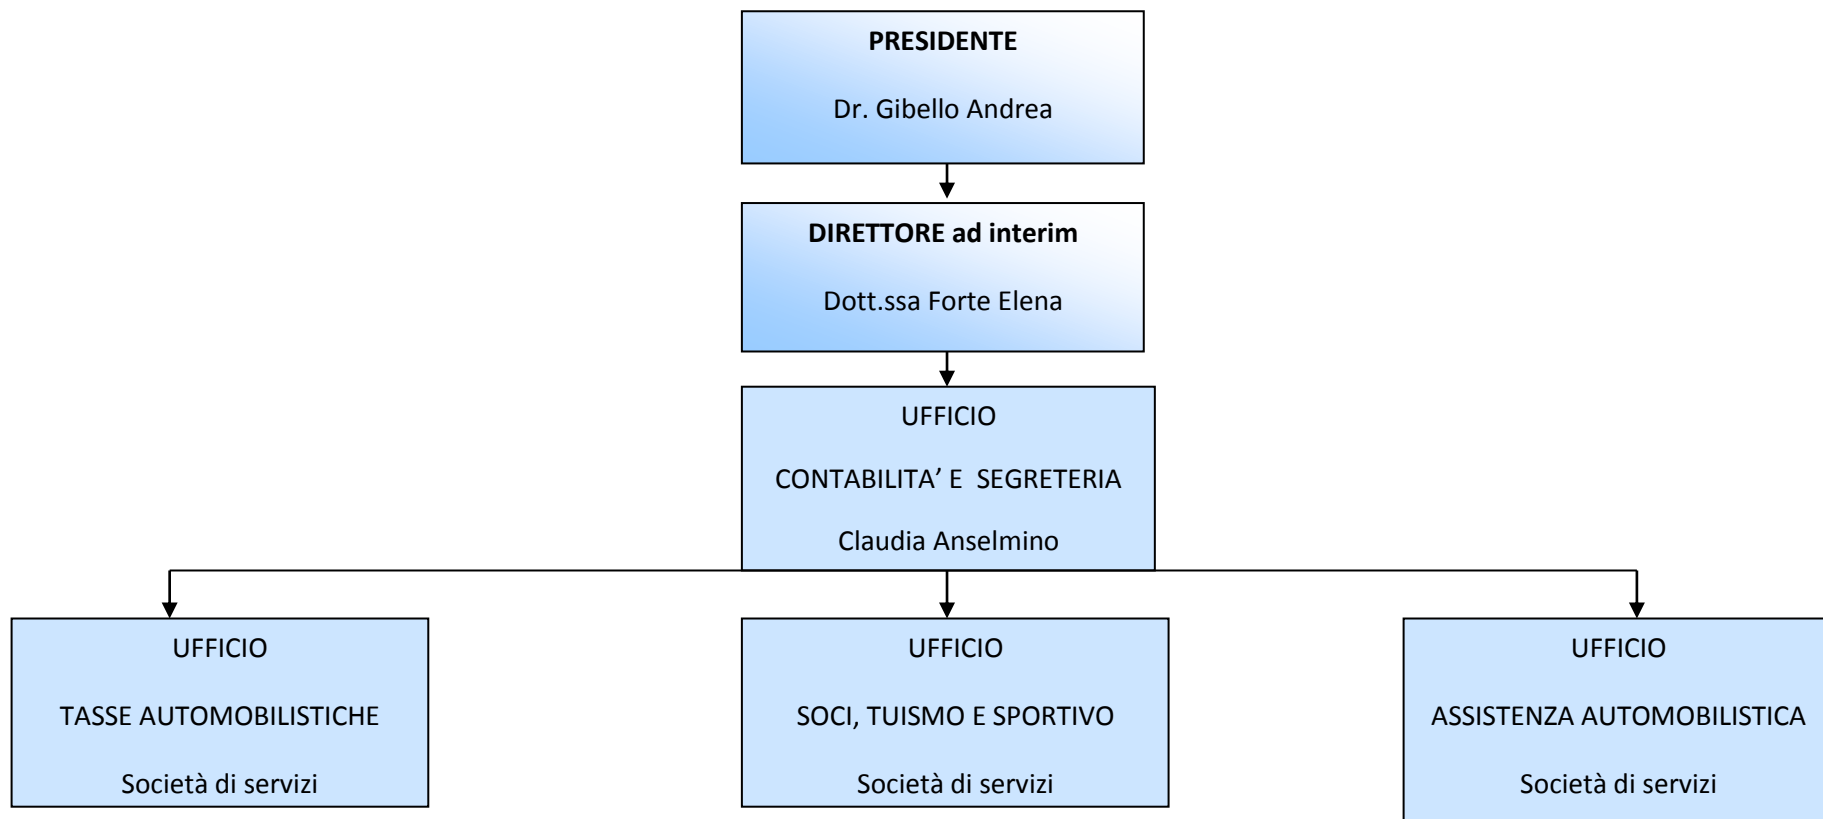 PRESIDENTE
Dr. Gibello Andrea
DIRETTORE ad interim
Dott.ssa Forte Elena
UFFICIO
CONTABILITA’ E  SEGRETERIA
Claudia Anselmino
UFFICIO
TASSE AUTOMOBILISTICHE
Società di servizi
UFFICIO
SOCI, TUISMO E SPORTIVO
Società di servizi
UFFICIO
ASSISTENZA AUTOMOBILISTICA
Società di servizi